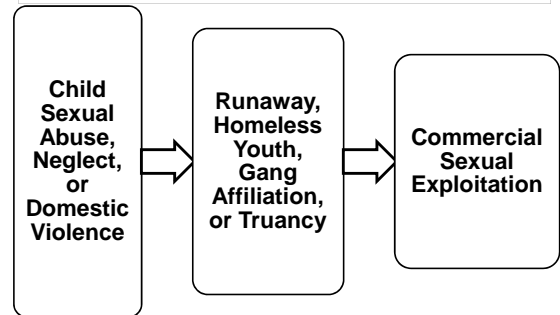 Child
Sexual
Abuse,
Neglect,
or
Domestic
Violence
Runaway,
Homeless
Youth,
Gang
Affiliation,
or Truancy
Commercial
Sexual
Exploitation